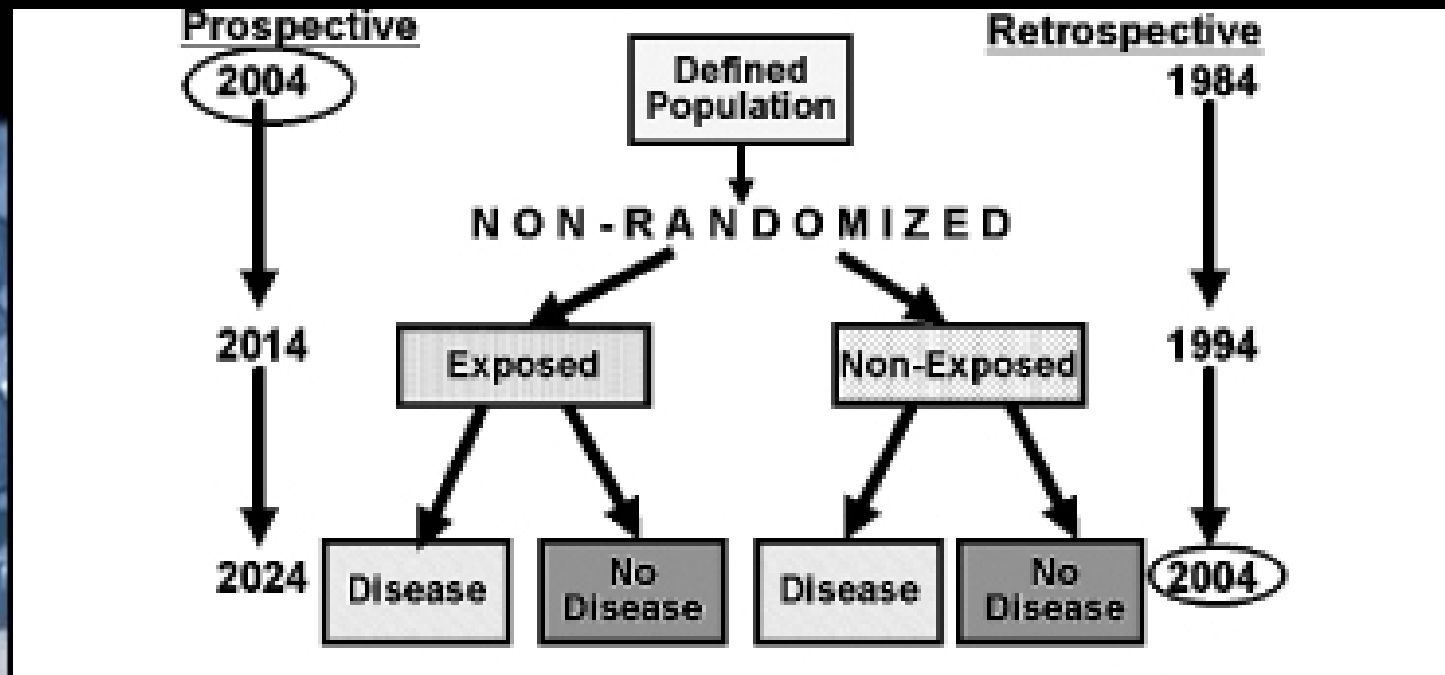 Prospective
Retrospective
2004
Defined
Population
1984
NON-RANDOMIZED
2014
Exposed
Non-Exposed
1994
2024
Disease
No
Disease
Disease
No
Disease
2004